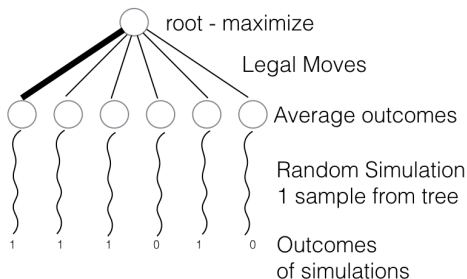 root - maximize
Legal Moves
Average outcomes
Random Simulation
1 sample from tree
1 1 1 0 1 0
Outcomes
of simulations